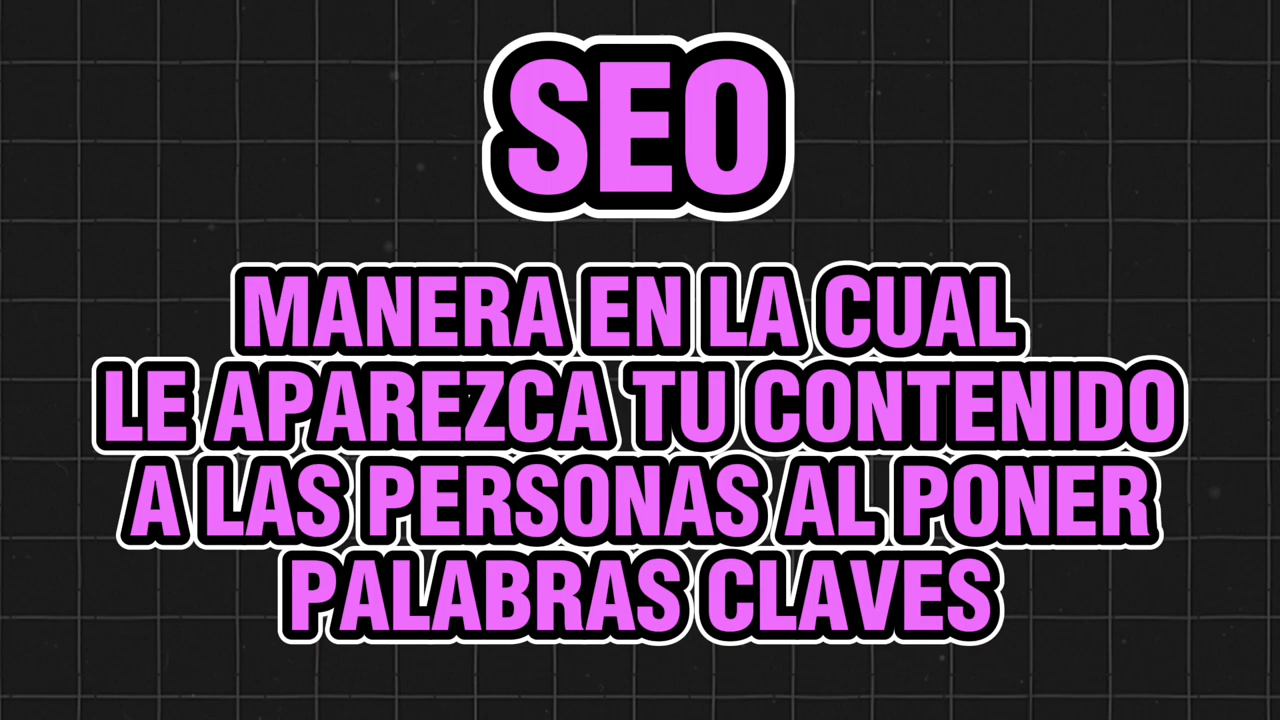 SEO
MANERA EN LA CUAL
LE APAREZCA TU CONTENIDO
A LAS PERSONAS AL PONER
PALABRAS CLAVES